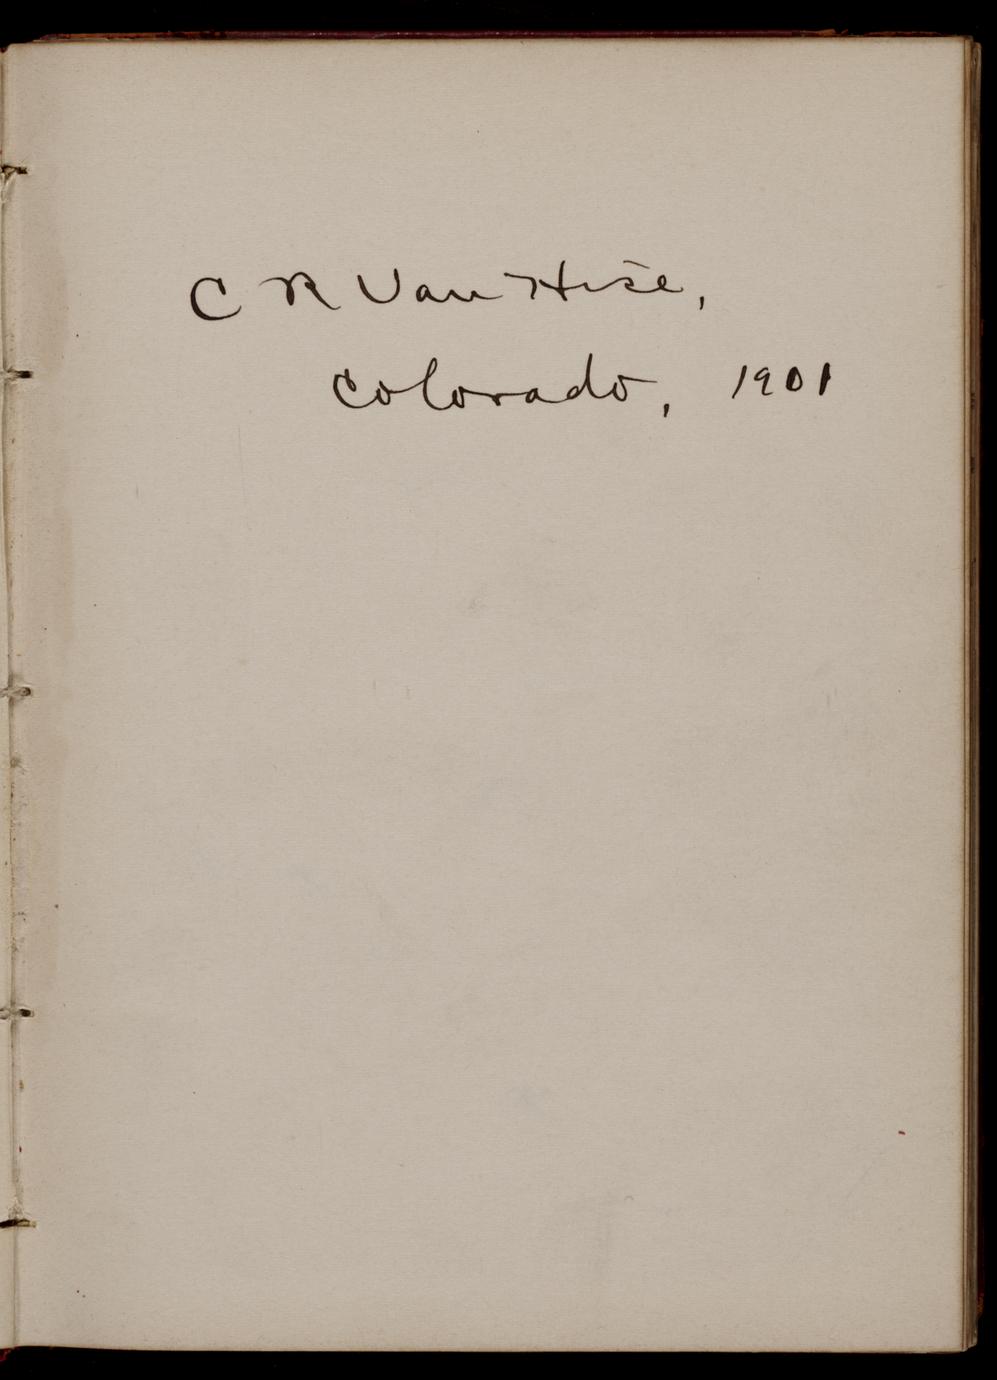 C R Van Hise,
Colorado, 1901